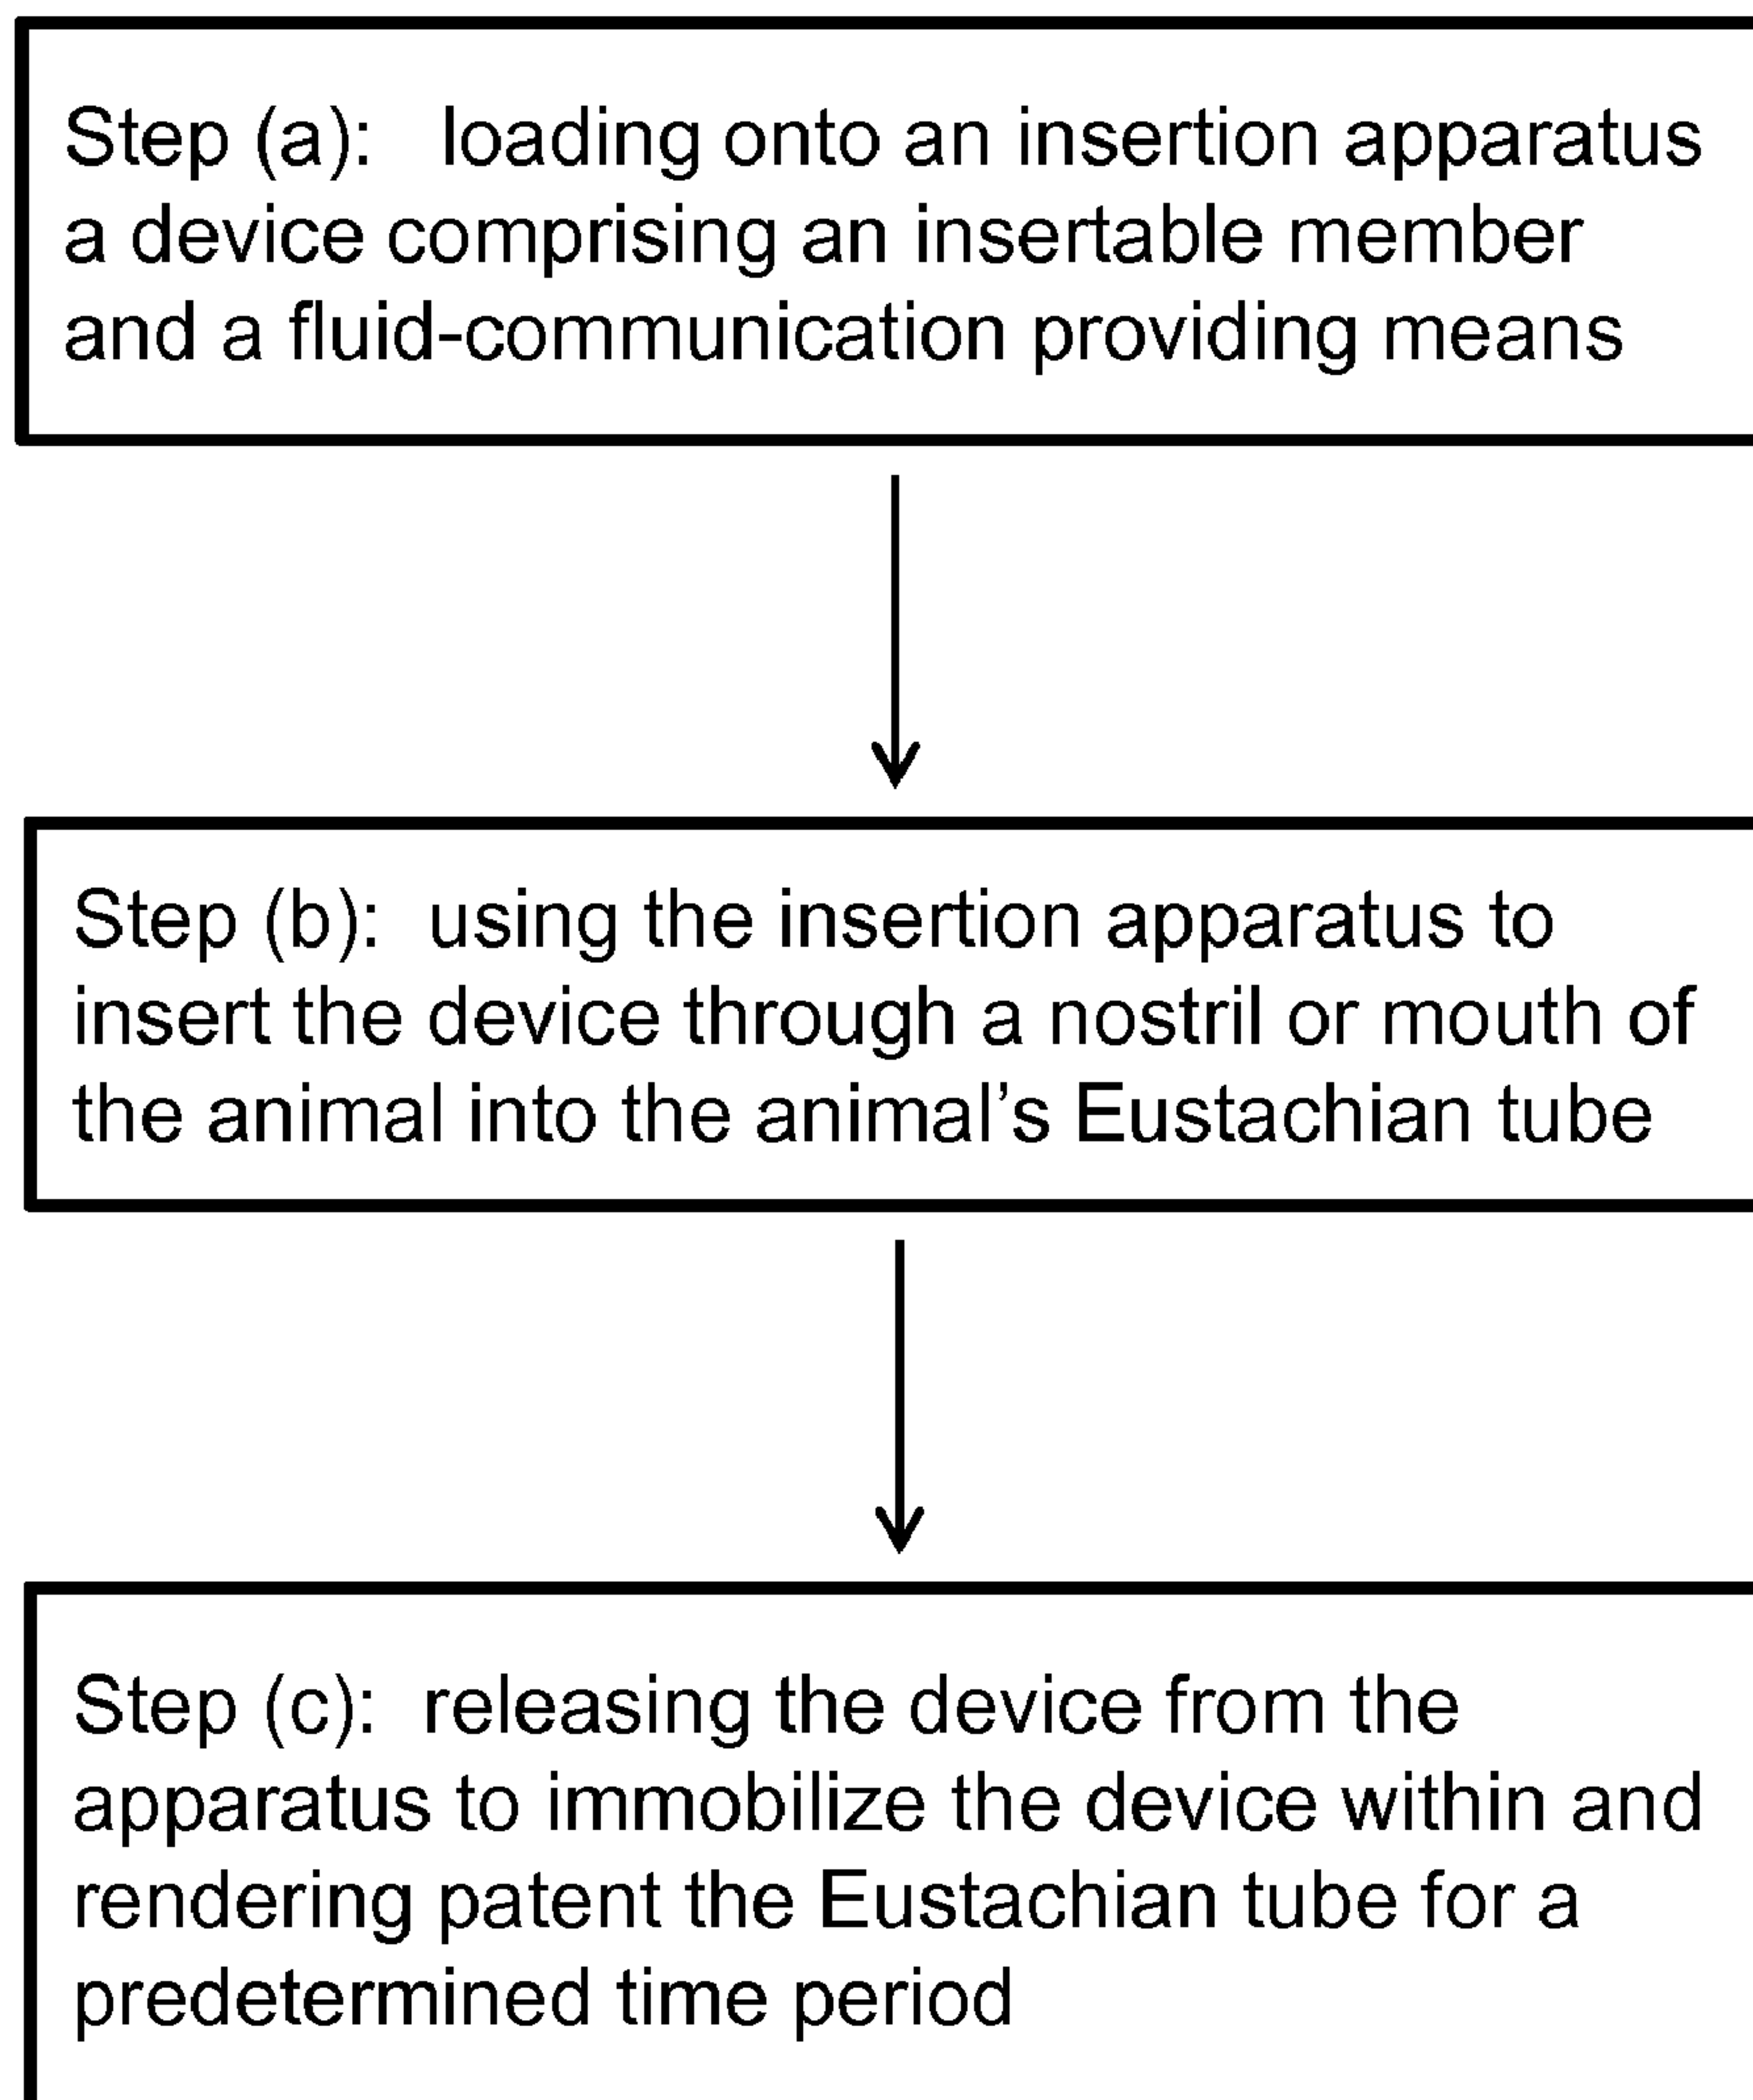 Step (a): loading onto an insertion apparatus
a device comprising an insertable member
and a fluid-communication providing means
Step (b): using the insertion apparatus to
insert the device through a nostril or mouth of
the animal into the animal’s Eustachian tube
Step (c): releasing the device from the
apparatus to immobilize the device within and
rendering patent the Eustachian tube for a
predetermined time period